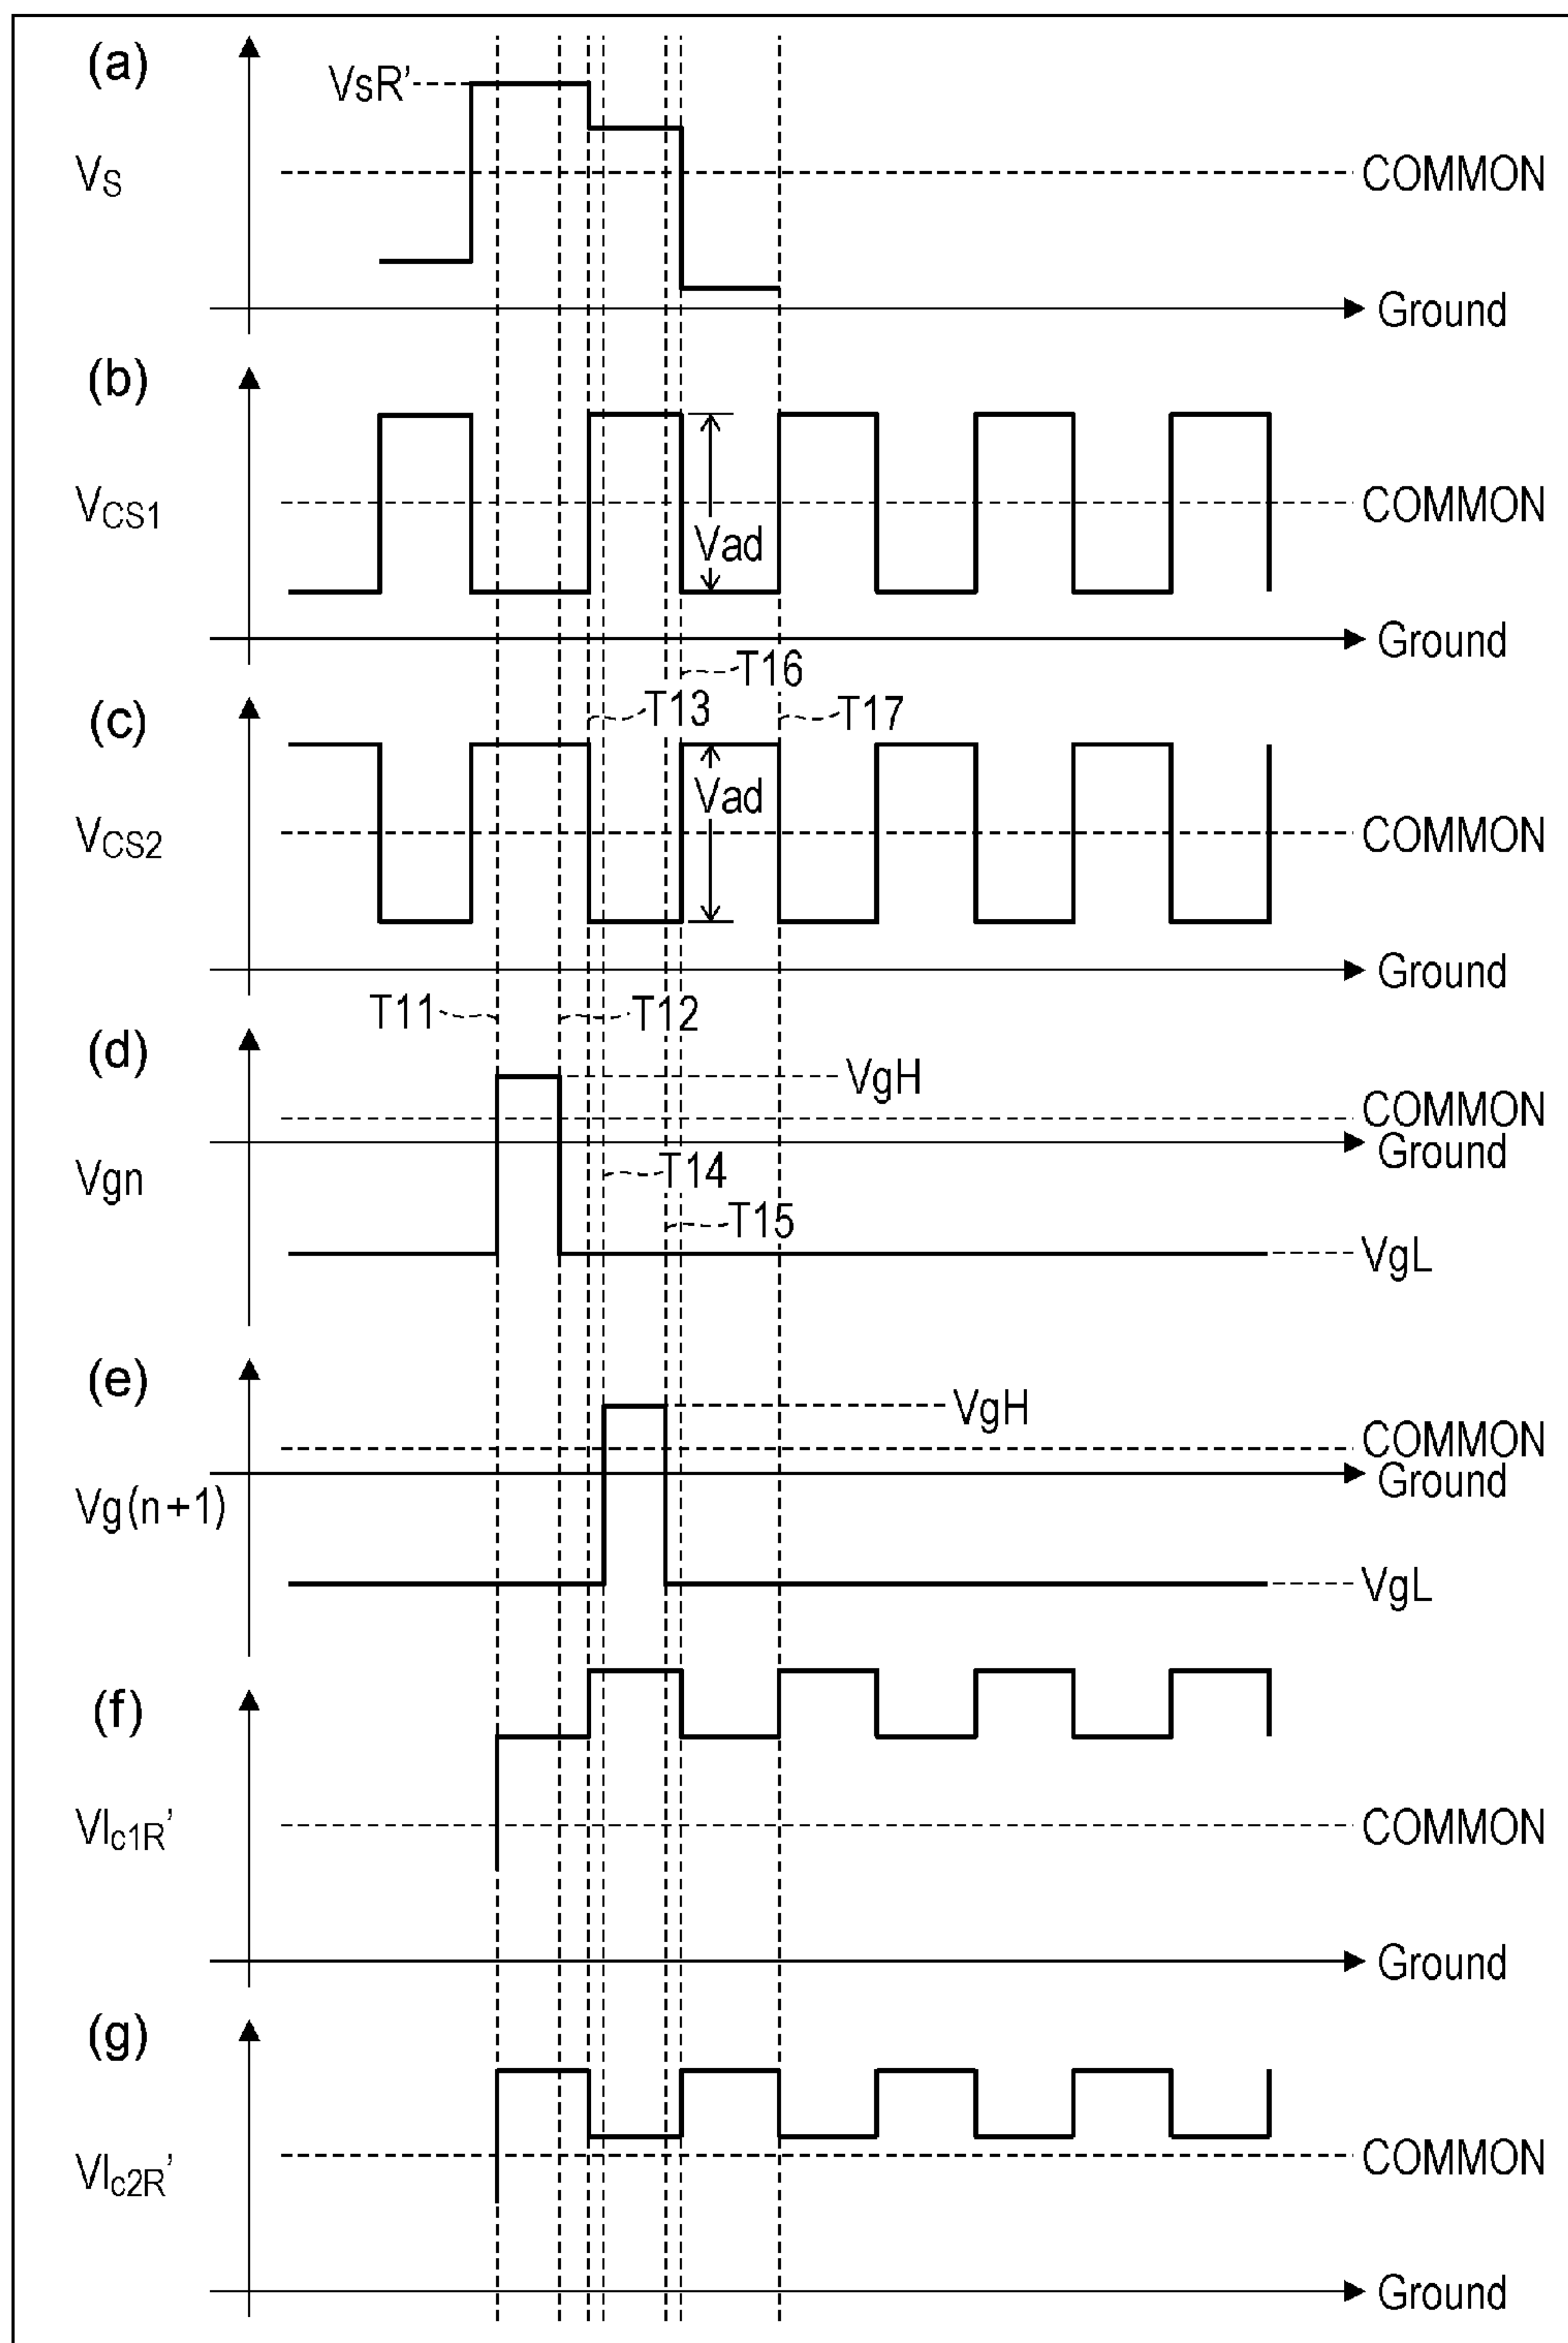 (a)
VsR’
VS
COMMON
Ground
(b)
VCS1
COMMON
Vad
Ground
T16
(c)
T13
T17
Vad
VCS2
COMMON
Ground
T11
T12
(d)
VgH
COMMON
Ground
Vgn
T14
T15
VgL
(e)
VgH
COMMON
Ground
Vg(n+1)
VgL
(f)
Vlc1R’
COMMON
Ground
(g)
Vlc2R’
COMMON
Ground